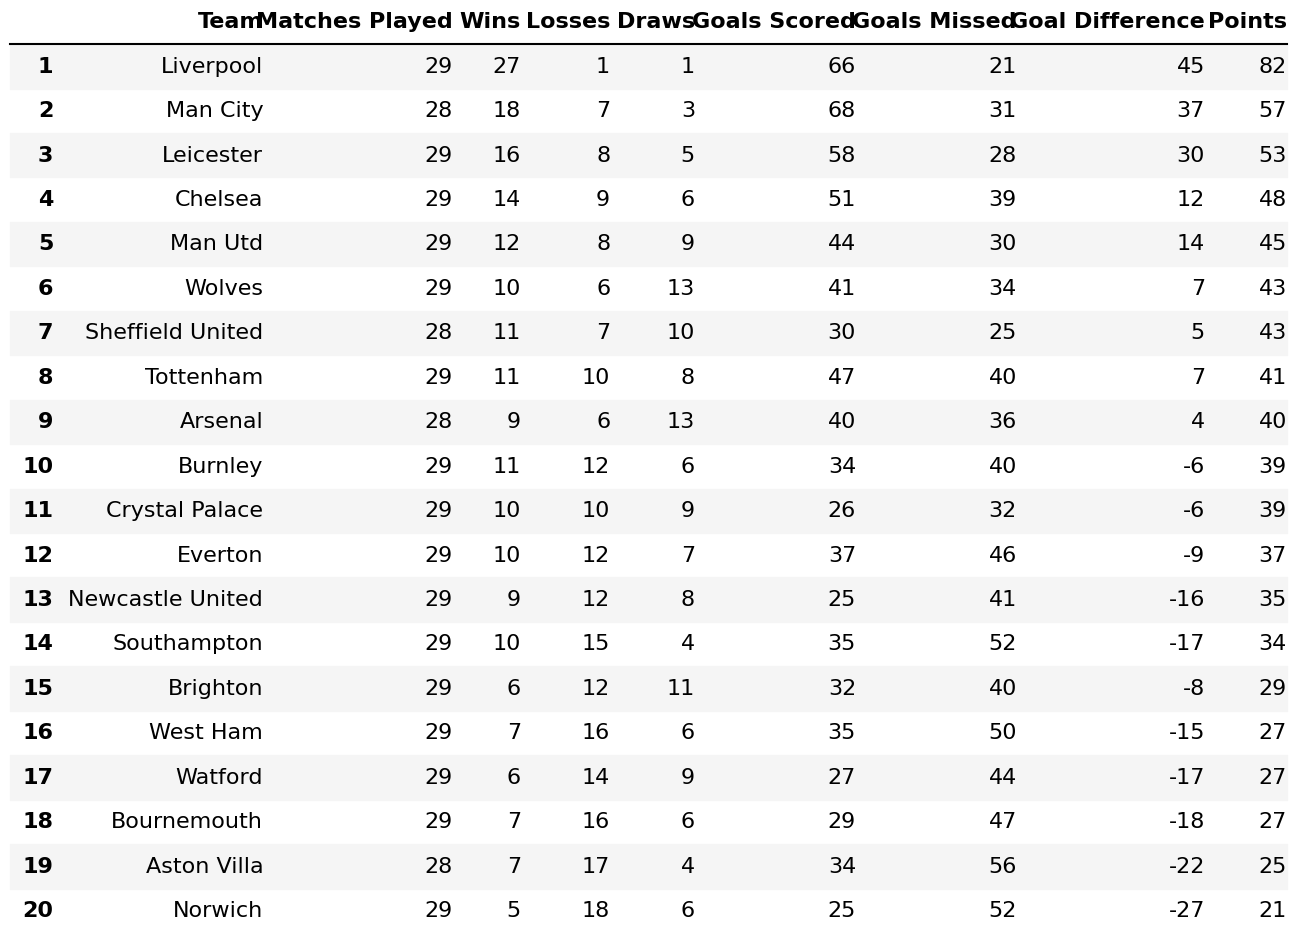 Team Matches Played Wins Losses Draws Goals Scored Goals Missed Goal Difference Points
1 Liverpool 29 27 1 1 66 21 45 82
2 Man City 28 18 7 3 68 31 37 57
3 Leicester 29 16 8 5 58 28 30 53
4 Chelsea 29 14 9 6 51 39 12 48
5 Man Utd 29 12 8 9 44 30 14 45
6 Wolves 29 10 6 13 41 34 7 43
7 Sheffield United 28 11 7 10 30 25 5 43
8 Tottenham 29 11 10 8 47 40 7 41
9 Arsenal 28 9 6 13 40 36 4 40
10 Burnley 29 11 12 6 34 40 -6 39
11 Crystal Palace 29 10 10 9 26 32 -6 39
12 Everton 29 10 12 7 37 46 -9 37
13 Newcastle United 29 9 12 8 25 41 -16 35
14 Southampton 29 10 15 4 35 52 -17 34
15 Brighton 29 6 12 11 32 40 -8 29
16 West Ham 29 7 16 6 35 50 -15 27
17 Watford 29 6 14 9 27 44 -17 27
18 Bournemouth 29 7 16 6 29 47 -18 27
19 Aston Villa 28 7 17 4 34 56 -22 25
20 Norwich 29 5 18 6 25 52 -27 21